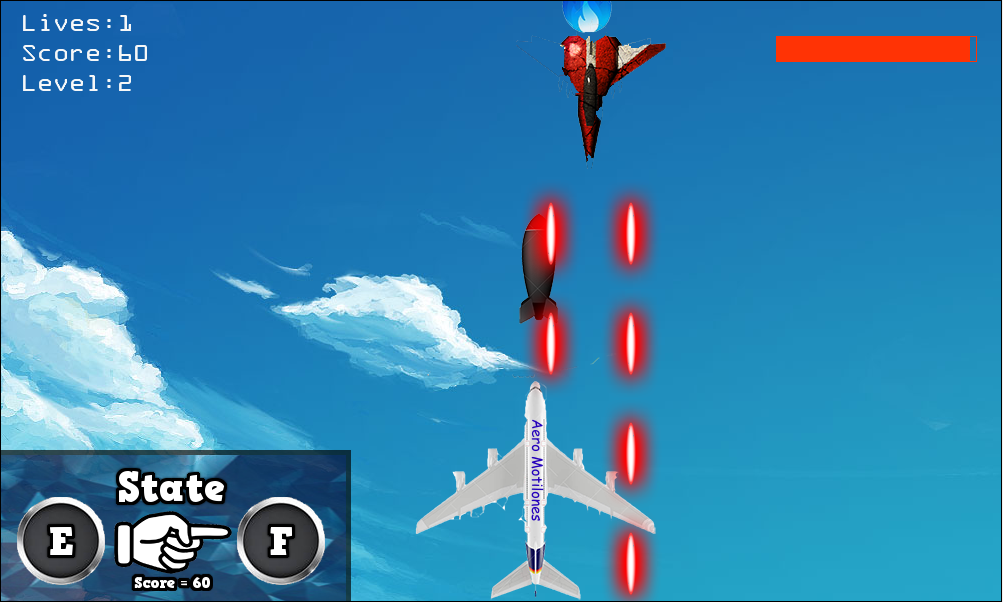 Lives:1
Score:60
Level:2
Aero Motilones
State
E
F
Score = 60